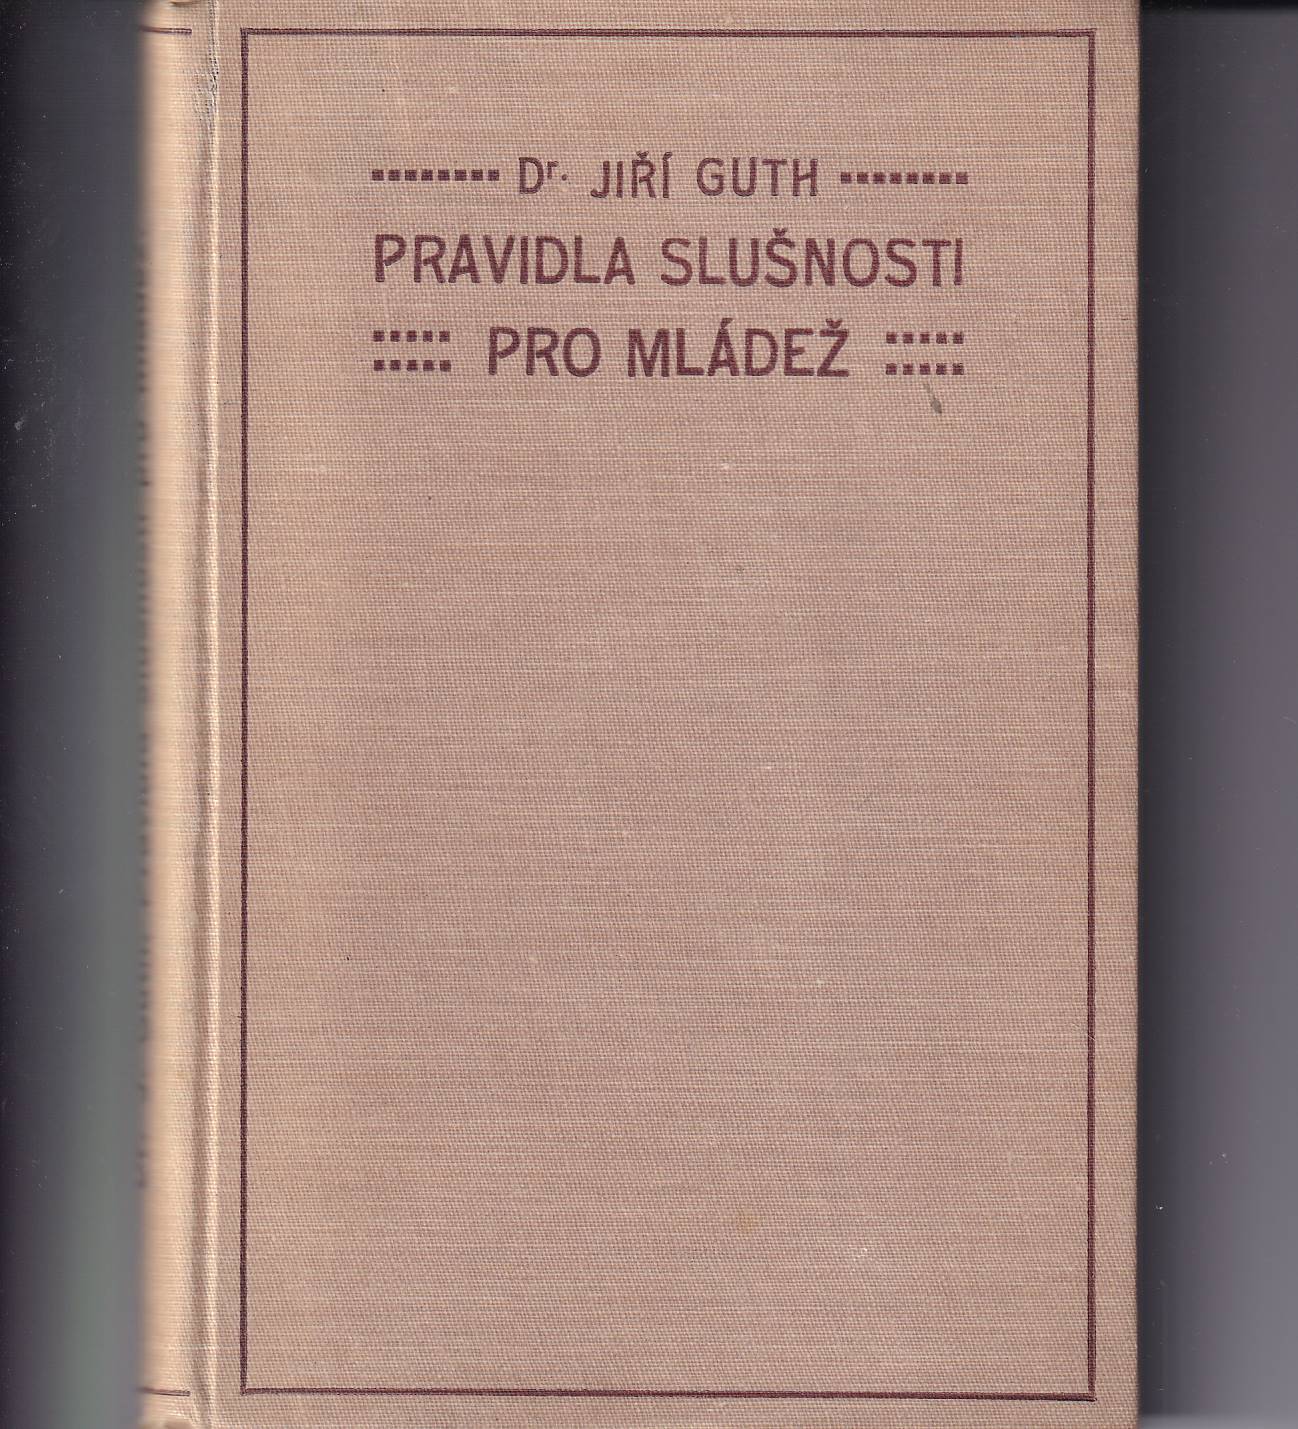 Dr. JIŘÍ GUTH
PRAVIDLA SLUŠNOSTI
PRO MLÁDEŽ